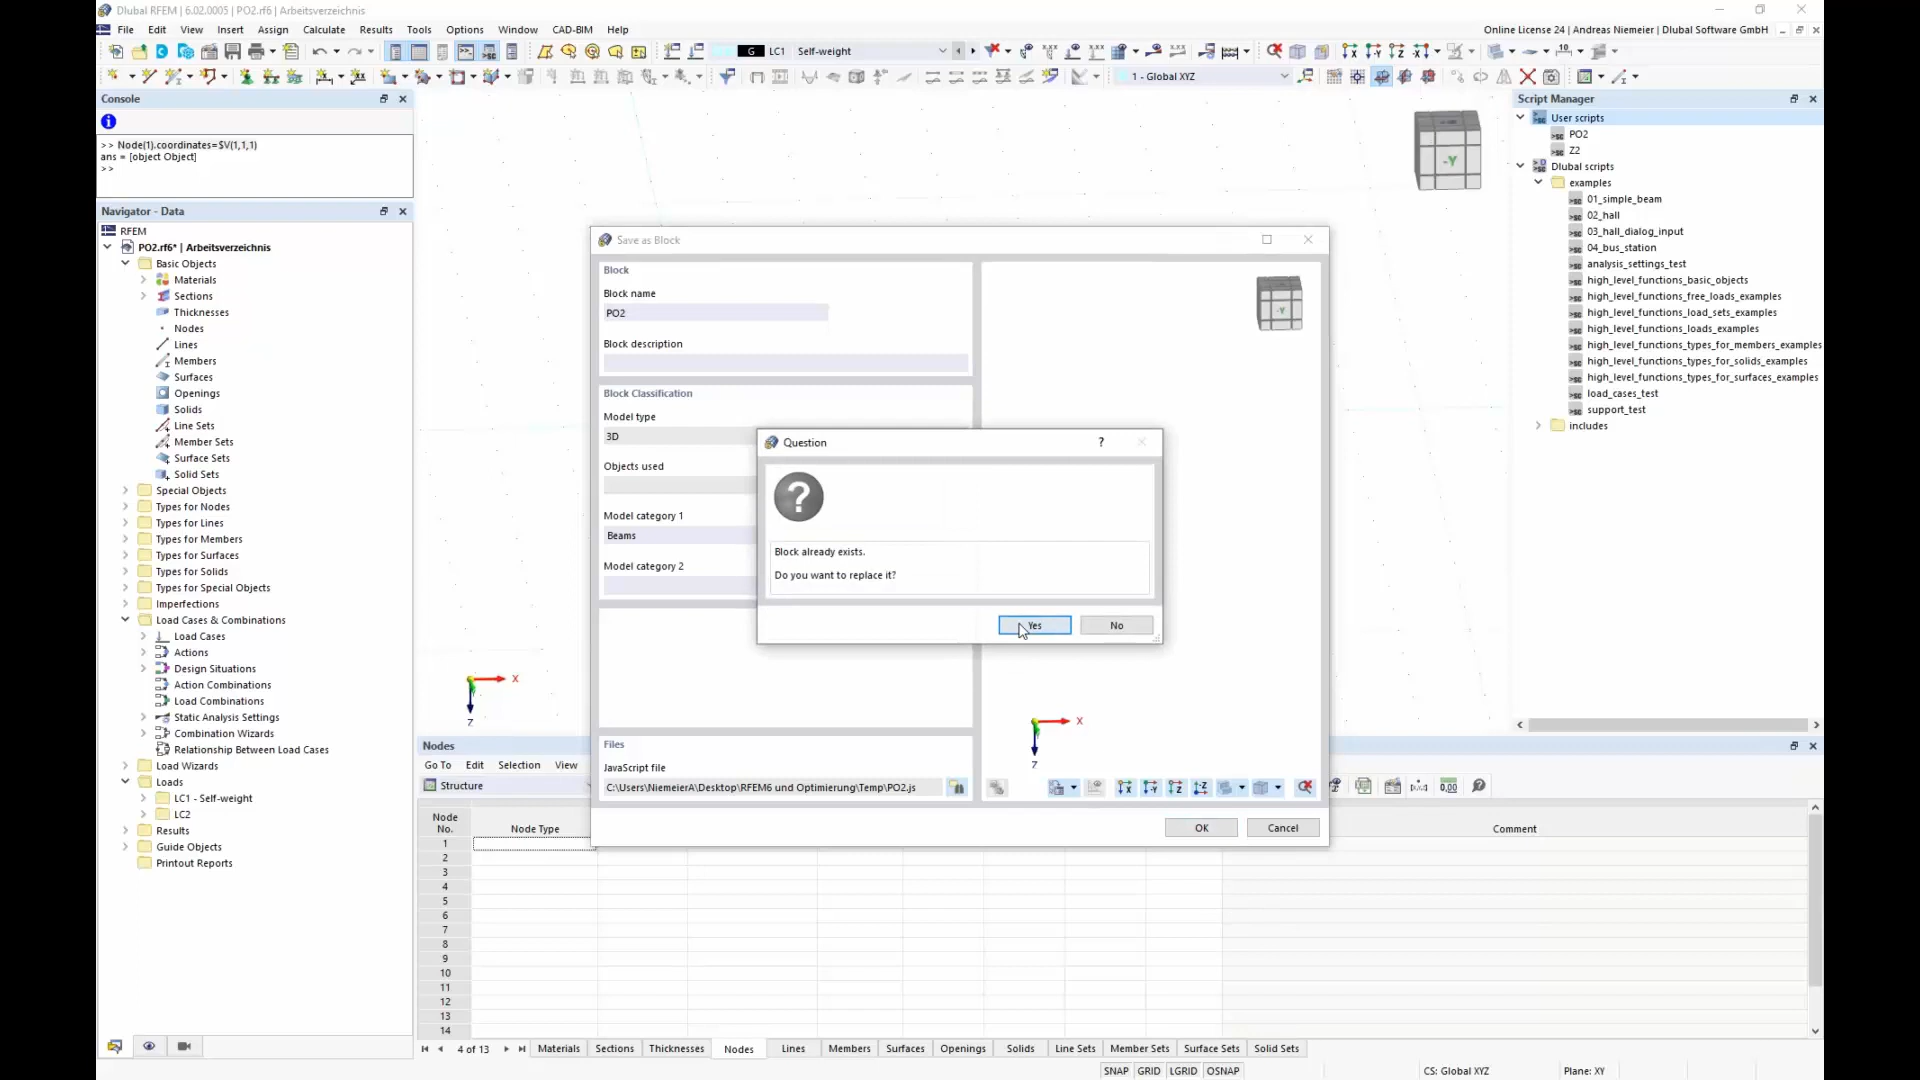 Dlubal RFEM | 6.02.0005 | PO2.rf6* | Arbeitsverzeichnis
File Edit View Insert Assign Calculate Results Tools Options Window CAD-BIM Help
Online License 24 | Andreas Niemeier | Dlubal Software GmbH
G LC1 Self-weight
1 - Global XYZ
Console
>> Node(1).coordinates=$V(1,1,1)
ans = [object Object]
>>
Navigator - Data
RFEM
PO2.rf6* | Arbeitsverzeichnis
Basic Objects
Materials
Sections
Thicknesses
Nodes
Lines
Members
Surfaces
Openings
Solids
Line Sets
Member Sets
Surface Sets
Solid Sets
Special Objects
Types for Nodes
Types for Lines
Types for Members
Types for Surfaces
Types for Solids
Types for Special Objects
Imperfections
Load Cases & Combinations
Load Cases
Actions
Design Situations
Action Combinations
Load Combinations
Static Analysis Settings
Combination Wizards
Relationship Between Load Cases
Load Wizards
Loads
LC1 - Self-weight
LC2
Results
Guide Objects
Printout Reports
-Y
X
Z
Save as Block
Block
Block name
PO2
Block description
Block Classification
Model type
3D
Objects used
Model category 1
Beams
Model category 2
Files
JavaScript file
C:\Users\NiemeierA\Desktop\RFEM6 und Optimierung\Temp\PO2.js
-Y
X
Z
OK Cancel
Question
?
Block already exists.
Do you want to replace it?
Yes No
Script Manager
User scripts
PO2
Z2
Dlubal scripts
examples
01_simple_beam
02_hall
03_hall_dialog_input
04_bus_station
analysis_settings_test
high_level_functions_basic_objects
high_level_functions_free_loads_examples
high_level_functions_load_sets_examples
high_level_functions_loads_examples
high_level_functions_types_for_members_examples
high_level_functions_types_for_solids_examples
high_level_functions_types_for_surfaces_examples
load_cases_test
support_test
includes
Nodes
Go To Edit Selection View
Structure
Node
No.
Node Type
Comment
1
2
3
4
5
6
7
8
9
10
11
12
13
14
4 of 13 Materials Sections Thicknesses Nodes Lines Members Surfaces Openings Solids Line Sets Member Sets Surface Sets Solid Sets
SNAP GRID LGRID OSNAP CS: Global XYZ Plane: XY